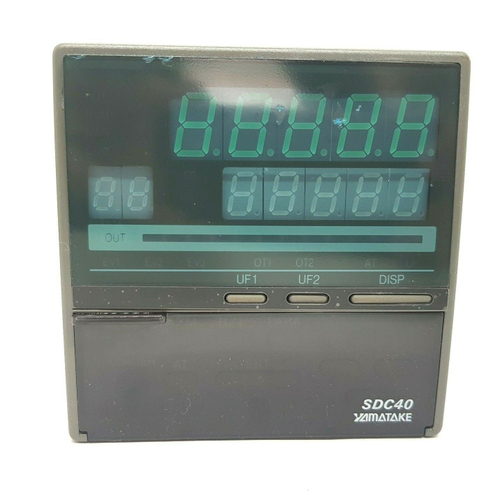 OUT
OT1 OT2
UF1 UF2 DISP
SDC40
YAMATAKE